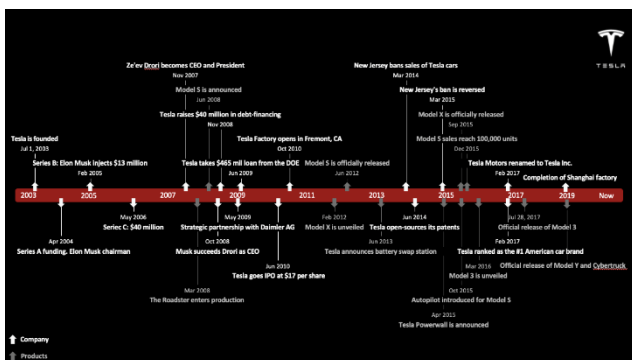 TESLA
Ze'ev Drori becomes CEO and President
Nov 2007
New Jersey bans sales of Tesla cars
Mar 2014
Model S is announced
Jun 2008
New Jersey's ban is reversed
Mar 2015
Tesla raises $40 million in debt-financing
Nov 2008
Model X is officially released
Sep 2015
Tesla is founded
Jul 1, 2003
Tesla Factory opens in Fremont, CA
Oct 2010
Model S sales reach 100,000 units
Dec 2015
Series B: Elon Musk injects $13 million
Feb 2005
Tesla takes $465 mil loan from the DOE
Jun 2009
Model S is officially released
Jun 2012
Tesla Motors renamed to Tesla Inc.
Feb 2017
Completion of Shanghai factory
2019
2003 2005 2007 2009 2011 2013 2015 2017 2019 Now
Apr 2004
Series A funding, Elon Musk chairman
May 2006
Series C: $40 million
Strategic partnership with Daimler AG
May 2009
Oct 2008
Musk succeeds Drori as CEO
Feb 2012
Model X is unveiled
Jun 2014
Tesla open-sources its patents
Jul 28, 2017
Official release of Model 3
Jun 2013
Tesla announces battery swap station
Feb 2017
Tesla ranked as the #1 American car brand
Mar 2008
The Roadster enters production
Jun 2010
Tesla goes IPO at $17 per share
Mar 2016
Model 3 is unveiled
Official release of Model Y and Cybertruck
Oct 2015
Autopilot introduced for Model S
Apr 2015
Tesla Powerwall is announced
Company
Products